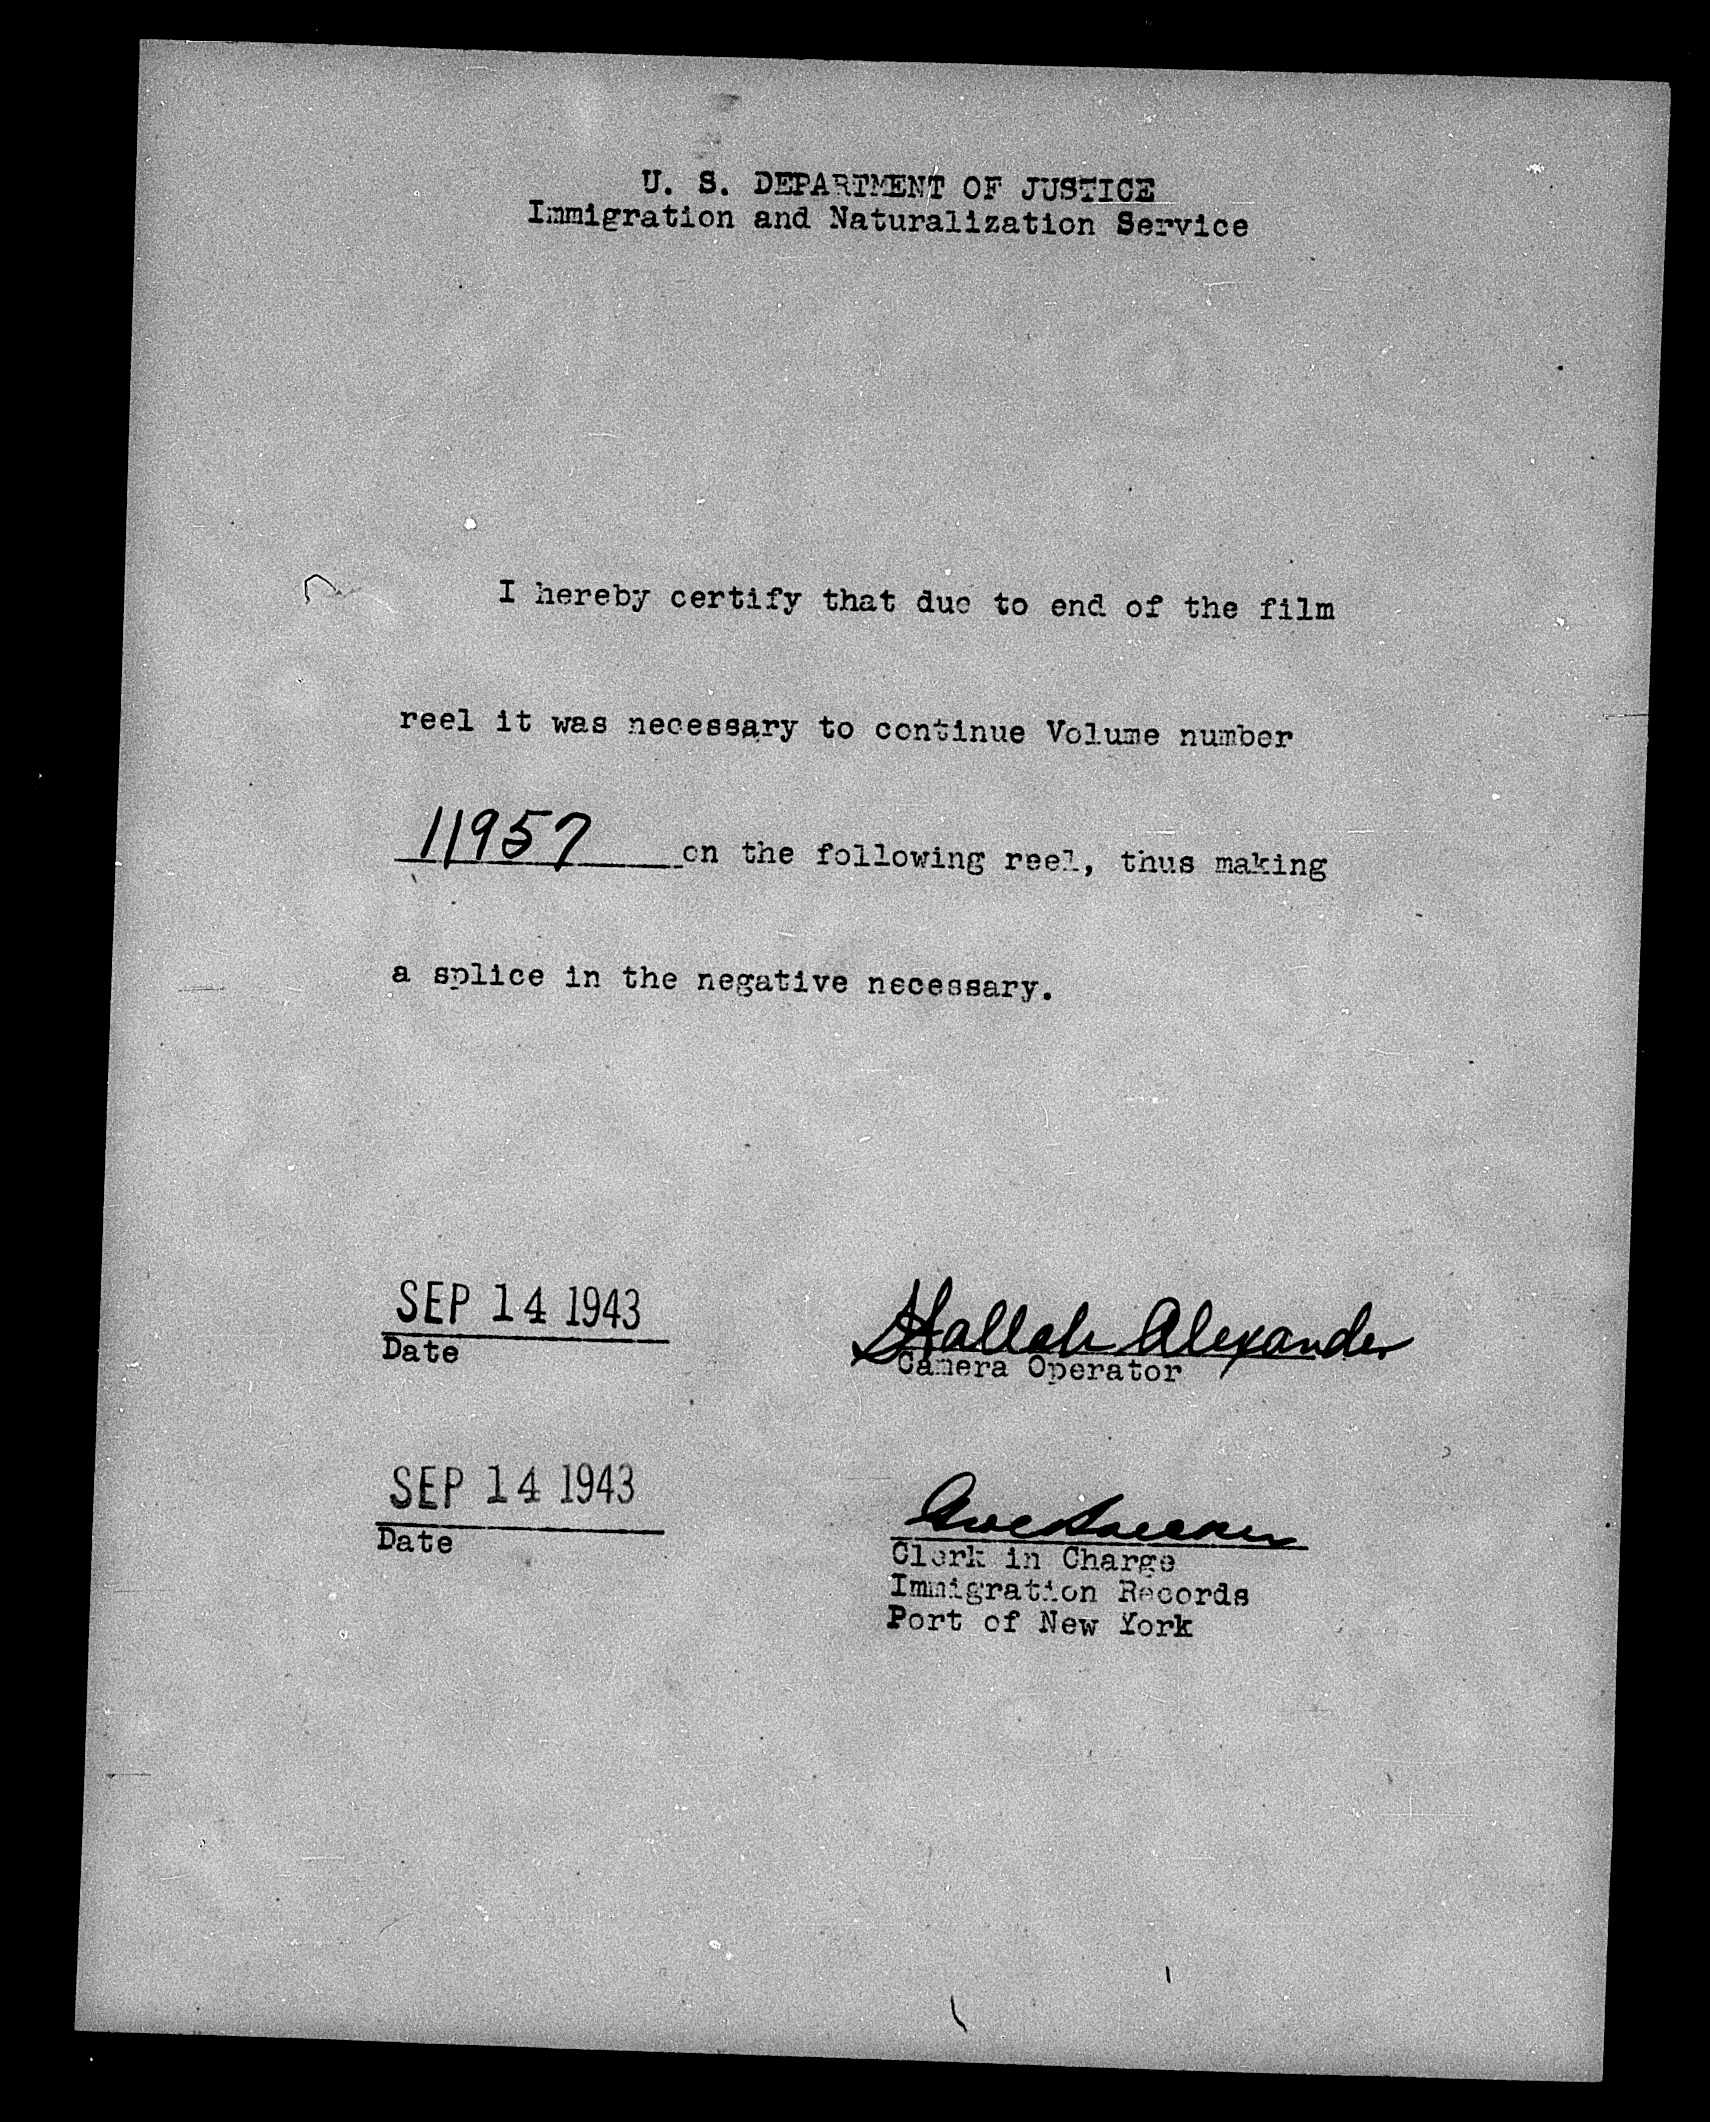 U. S. DEPARTMENT OF JUSTICE
Immigration and Naturalization Service
I hereby certify that due to end of the film
reel it was necessary to continue Volume number
11957 on the following reel, thus making
a splice in the negative necessary.
SEP 14 1943
Date
Alexander
Camera Operator
SEP 14 1943
Date
Clerk in Charge
Immigration Records
Port of New York